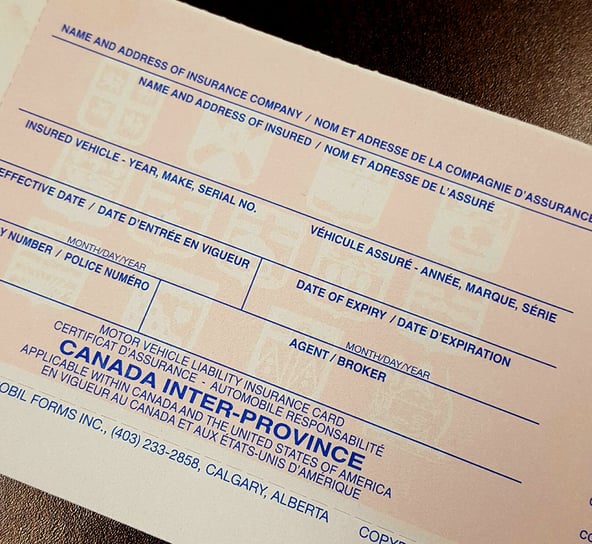 NAME AND ADDRESS OF INSURANCE COMPANY / NOM ET ADRESSE DE LA COMPAGNIE D'ASSURANCE
NAME AND ADDRESS OF INSURED / NOM ET ADRESSE DE L'ASSURÉ
INSURED VEHICLE - YEAR, MAKE, SERIAL NO. VÉHICULE ASSURÉ - ANNÉE, MARQUE, SÉRIE
EFFECTIVE DATE / DATE D'ENTRÉE EN VIGUEUR DATE OF EXPIRY / DATE D'EXPIRATION
MONTH/DAY/YEAR MONTH/DAY/YEAR
Y NUMBER / POLICE NUMÉRO AGENT / BROKER
MOTOR VEHICLE LIABILITY INSURANCE CARD
CERTIFICAT D'ASSURANCE - AUTOMOBILE RESPONSABILITÉ
CANADA INTER-PROVINCE
APPLICABLE WITHIN CANADA AND THE UNITED STATES OF AMERICA
EN VIGUEUR AU CANADA ET AUX ÉTATS-UNIS D'AMÉRIQUE
OBIL FORMS INC., (403) 233-2858, CALGARY, ALBERTA COPY